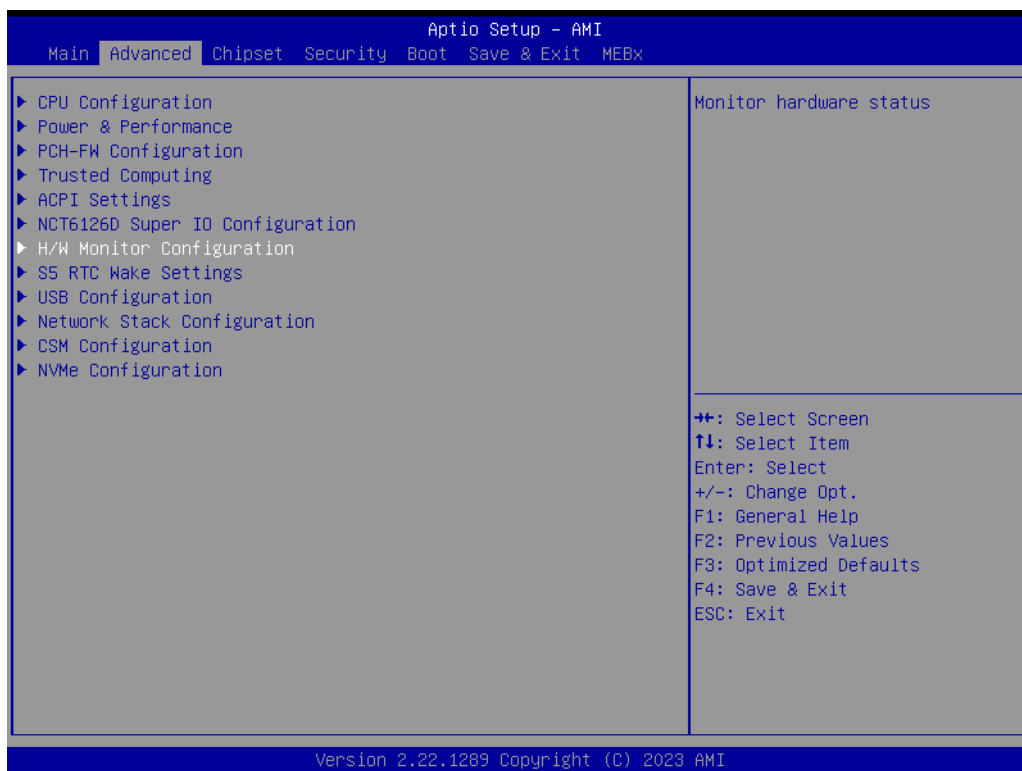 Aptio Setup – AMI
Main Advanced Chipset Security Boot Save & Exit MEBx
▶ CPU Configuration
▶ Power & Performance
▶ PCH-FW Configuration
▶ Trusted Computing
▶ ACPI Settings
▶ NCT6126D Super IO Configuration
▶ H/W Monitor Configuration
▶ S5 RTC Wake Settings
▶ USB Configuration
▶ Network Stack Configuration
▶ CSM Configuration
▶ NVMe Configuration
Monitor hardware status
→←: Select Screen
↑↓: Select Item
Enter: Select
+/-: Change Opt.
F1: General Help
F2: Previous Values
F3: Optimized Defaults
F4: Save & Exit
ESC: Exit
Version 2.22.1289 Copyright (C) 2023 AMI